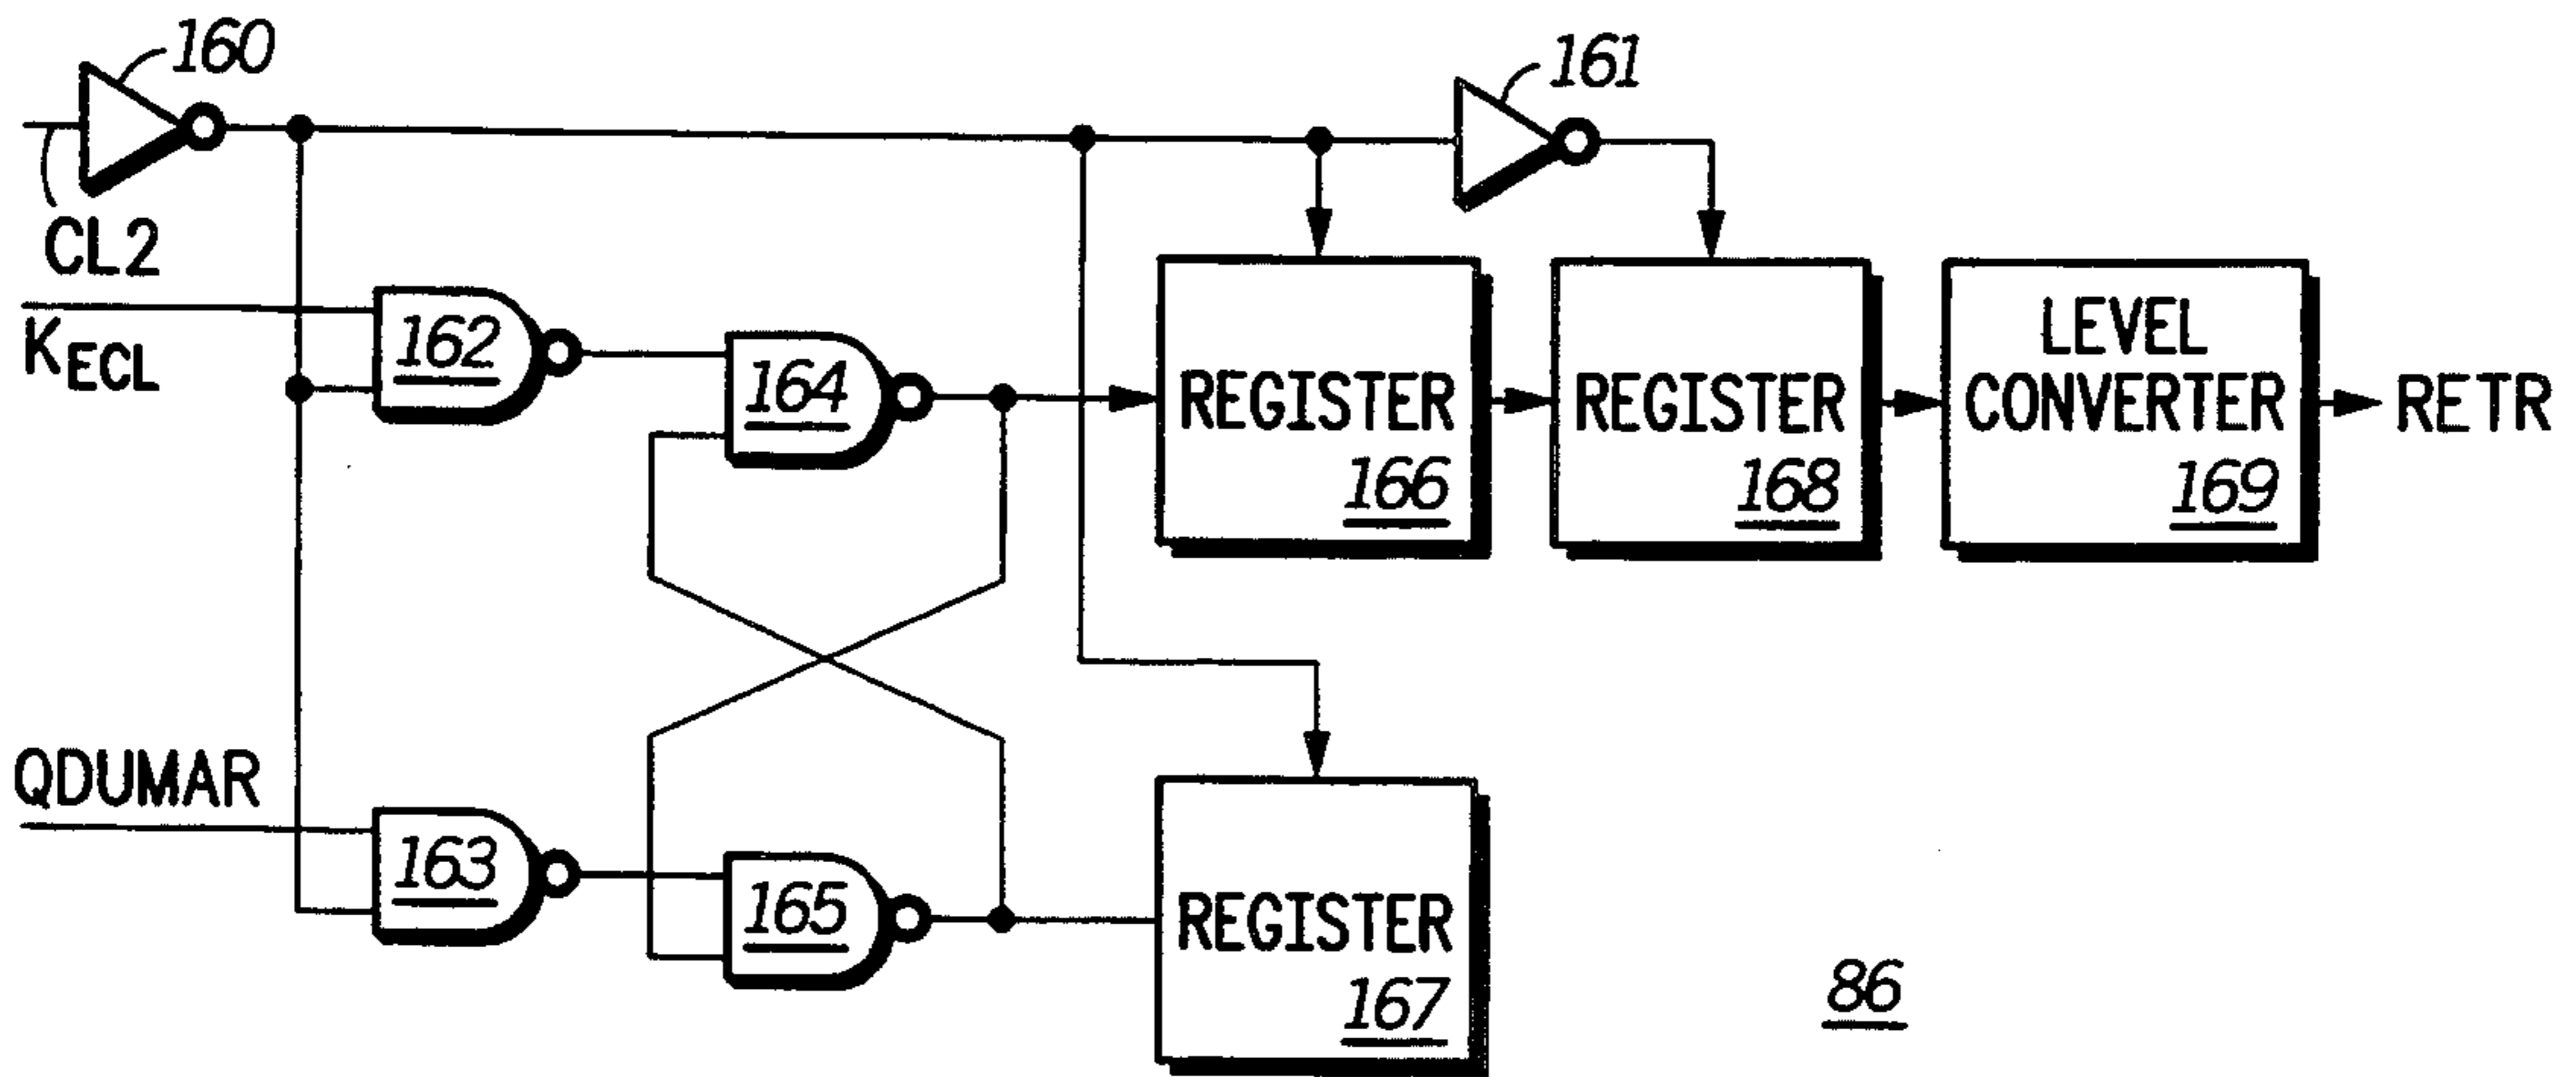 160
161
CL2
KECL
162
164
REGISTER
166
REGISTER
168
LEVEL
CONVERTER
169
RETR
QDUMAR
163
165
REGISTER
167
86